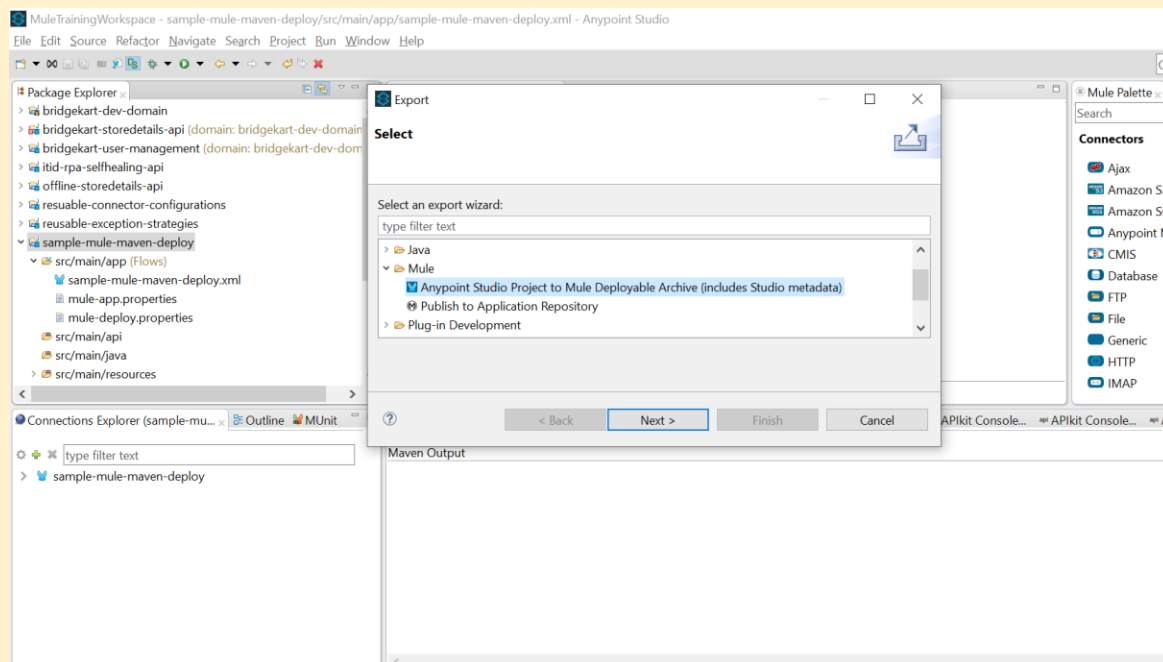 MuleTrainingWorkspace - sample-mule-maven-deploy/src/main/app/sample-mule-maven-deploy.xml - Anypoint Studio
File Edit Source Refactor Navigate Search Project Run Window Help
Package Explorer
bridgekart-dev-domain
bridgekart-storedetails-api (domain: bridgekart-dev-domain
bridgekart-user-management (domain: bridgekart-dev-dom
itid-rpa-selfhealing-api
offline-storedetails-api
resuable-connector-configurations
reusable-exception-strategies
sample-mule-maven-deploy
src/main/app (Flows)
sample-mule-maven-deploy.xml
mule-app.properties
mule-deploy.properties
src/main/api
src/main/java
src/main/resources
Export
Select
Select an export wizard:
type filter text
Java
Mule
Anypoint Studio Project to Mule Deployable Archive (includes Studio metadata)
Publish to Application Repository
Plug-in Development
< Back Next > Finish Cancel
Mule Palette
Search
Connectors
Ajax
Amazon S
Amazon S
Anypoint M
CMIS
Database
FTP
File
Generic
HTTP
IMAP
Connections Explorer (sample-mu... Outline MUnit
type filter text
sample-mule-maven-deploy
APIkit Console... APIkit Console...
Maven Output